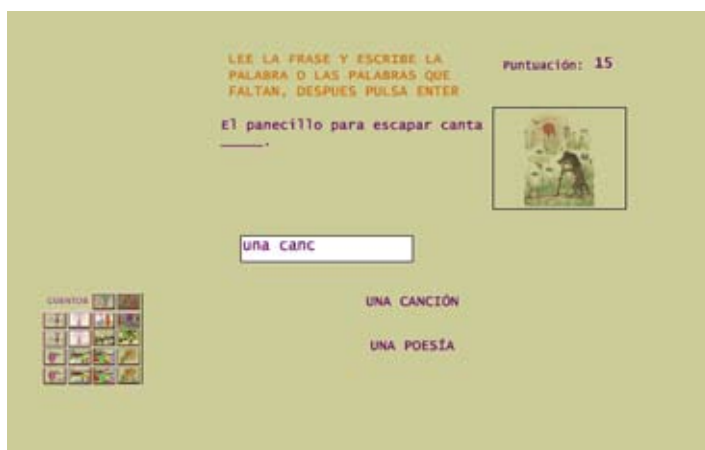 LEE LA FRASE Y ESCRIBE LA
PALABRA O LAS PALABRAS QUE
FALTAN, DESPUES PULSA ENTER
Puntuación: 15
El panecillo para escapar canta
_____.
una canc
CUENTOS
UNA CANCIÓN
UNA POESÍA